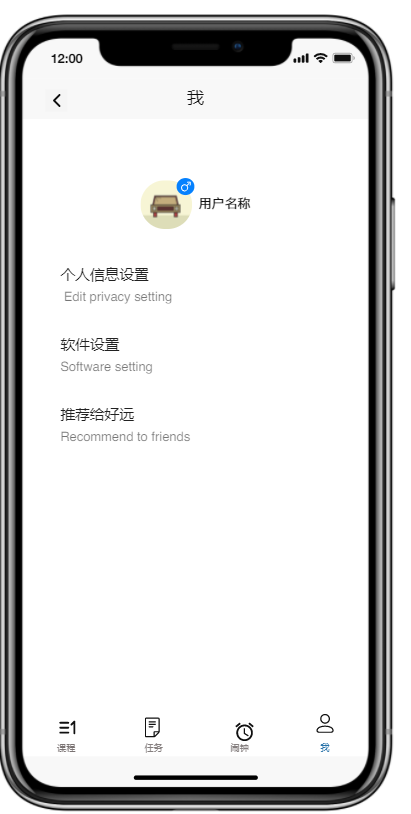 12:00
我
用户名称
个人信息设置
Edit privacy setting
软件设置
Software setting
推荐给好远
Recommend to friends
课程
任务
闹钟
我